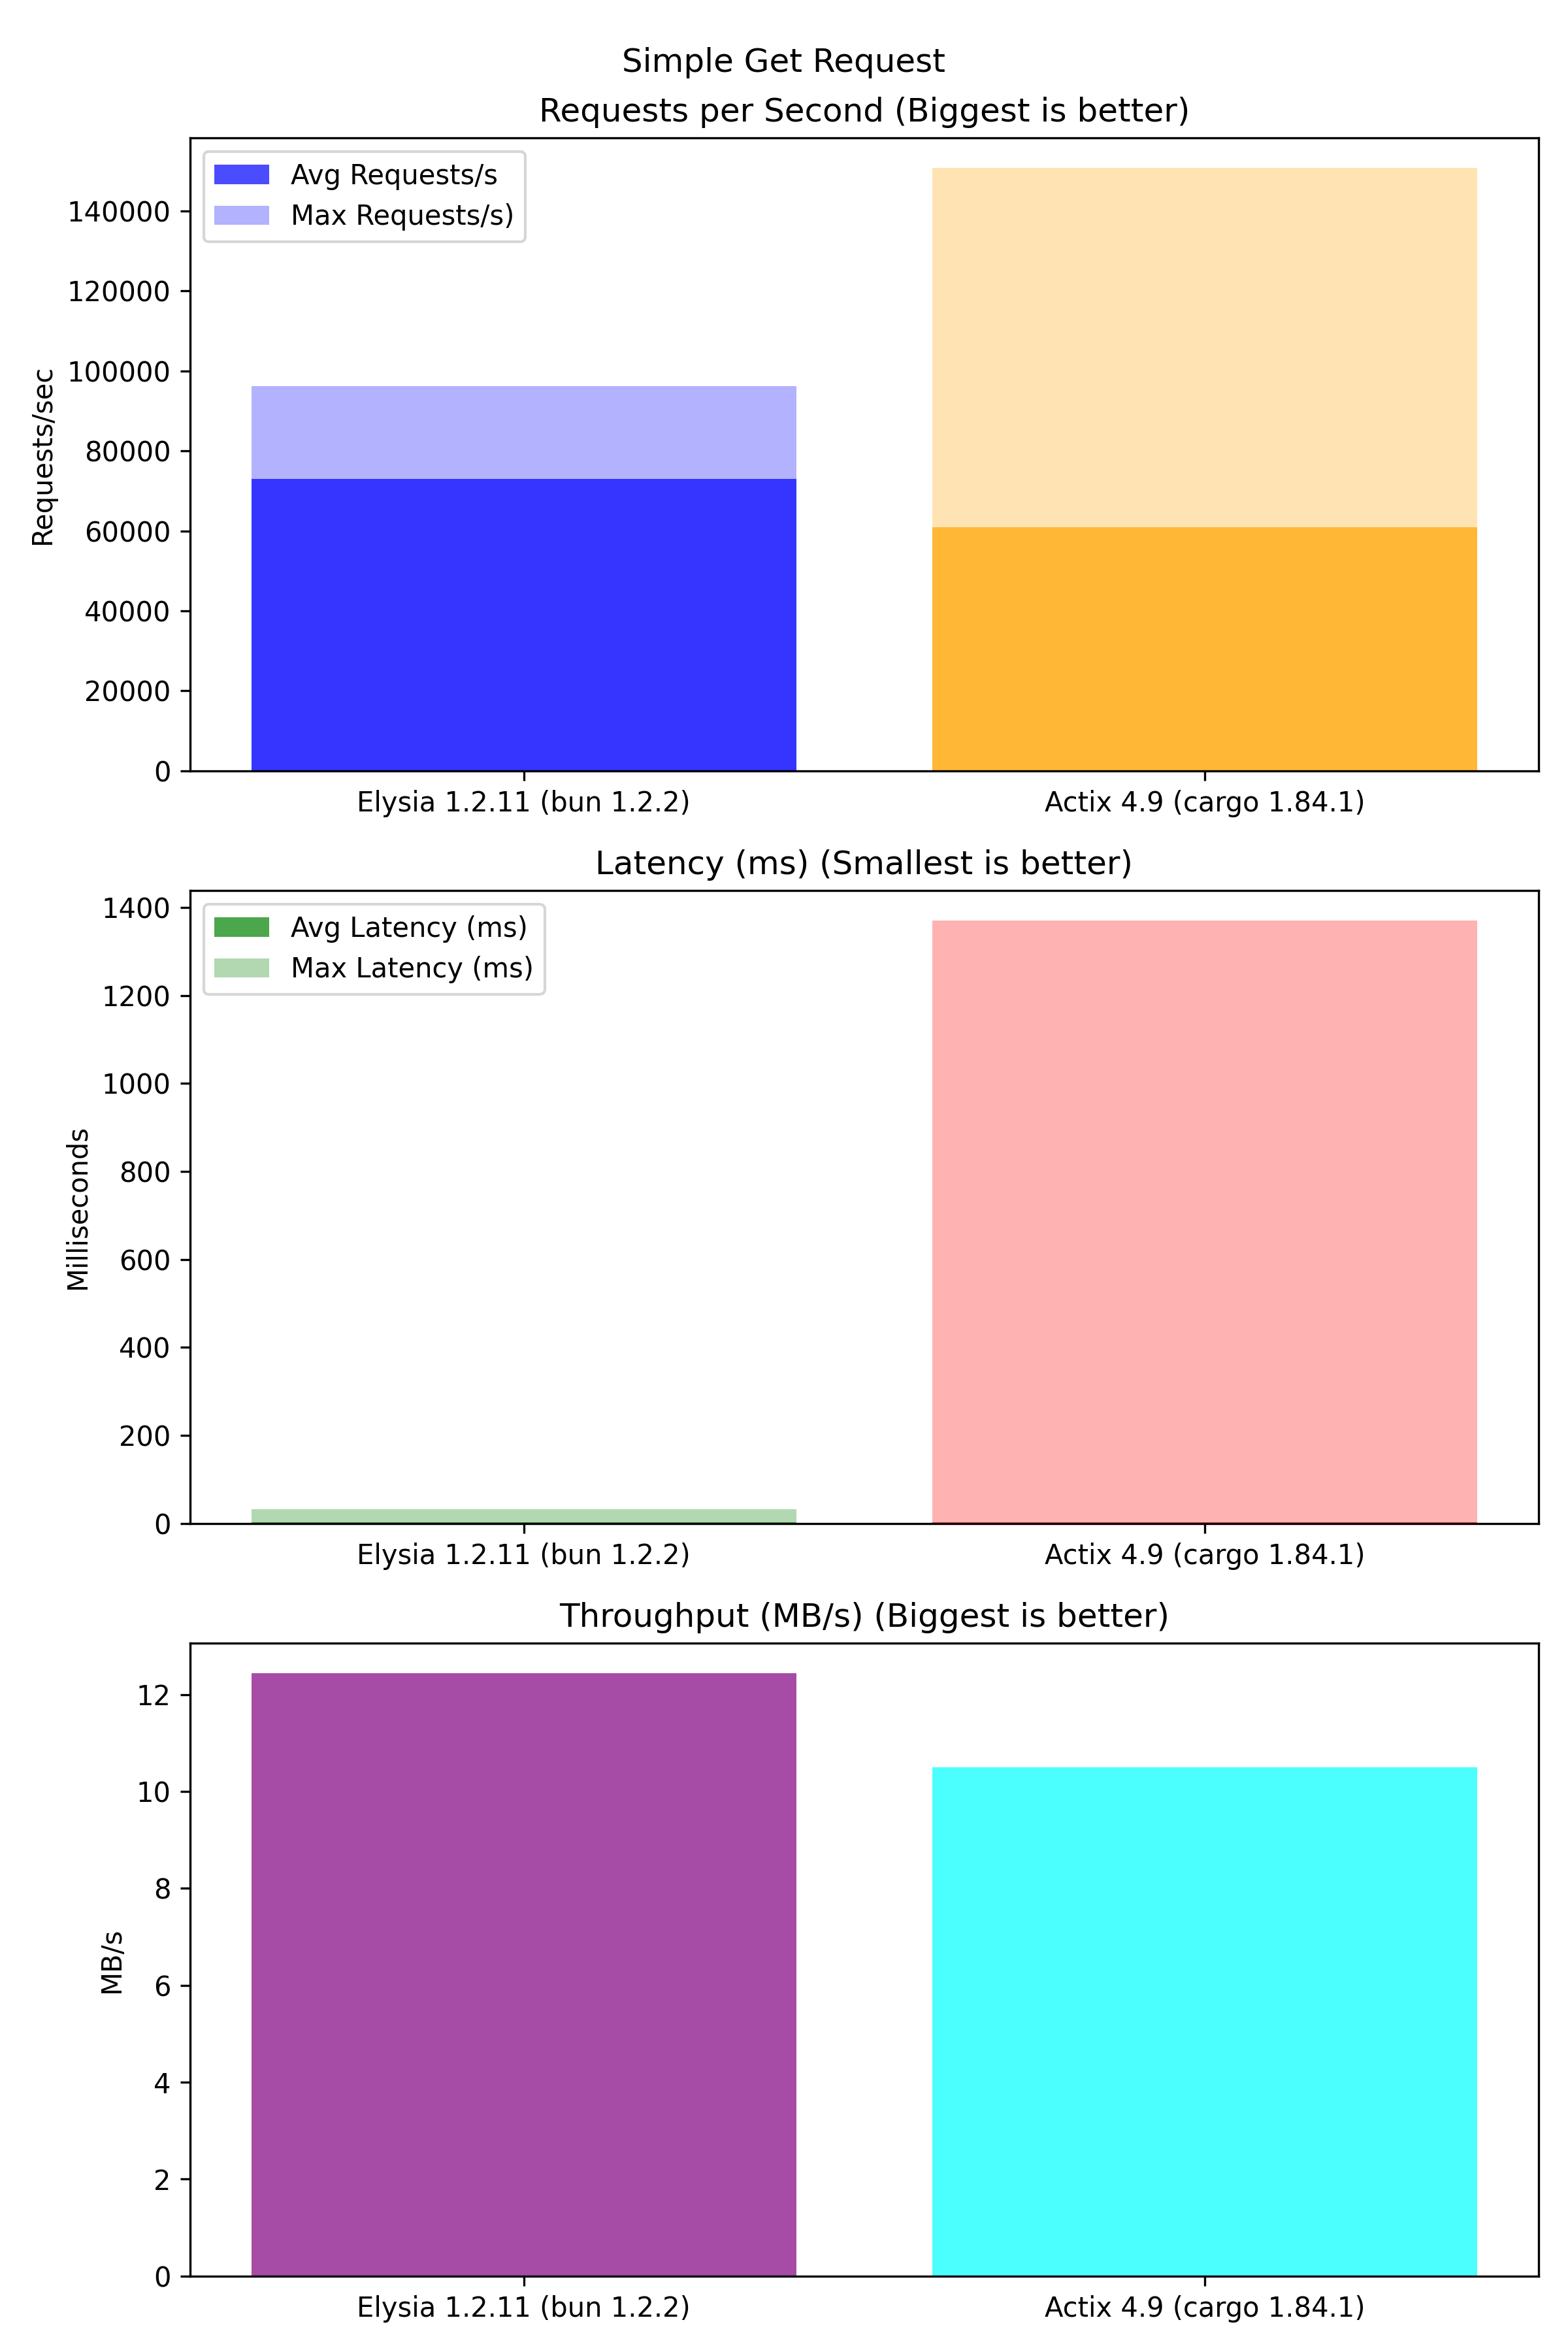 Simple Get Request
Requests per Second (Biggest is better)
Avg Requests/s
Max Requests/s)
140000
120000
100000
80000
60000
40000
20000
0
Requests/sec
Elysia 1.2.11 (bun 1.2.2)
Actix 4.9 (cargo 1.84.1)
Latency (ms) (Smallest is better)
Avg Latency (ms)
Max Latency (ms)
1400
1200
1000
800
600
400
200
0
Milliseconds
Elysia 1.2.11 (bun 1.2.2)
Actix 4.9 (cargo 1.84.1)
Throughput (MB/s) (Biggest is better)
12
10
8
6
4
2
0
MB/s
Elysia 1.2.11 (bun 1.2.2)
Actix 4.9 (cargo 1.84.1)